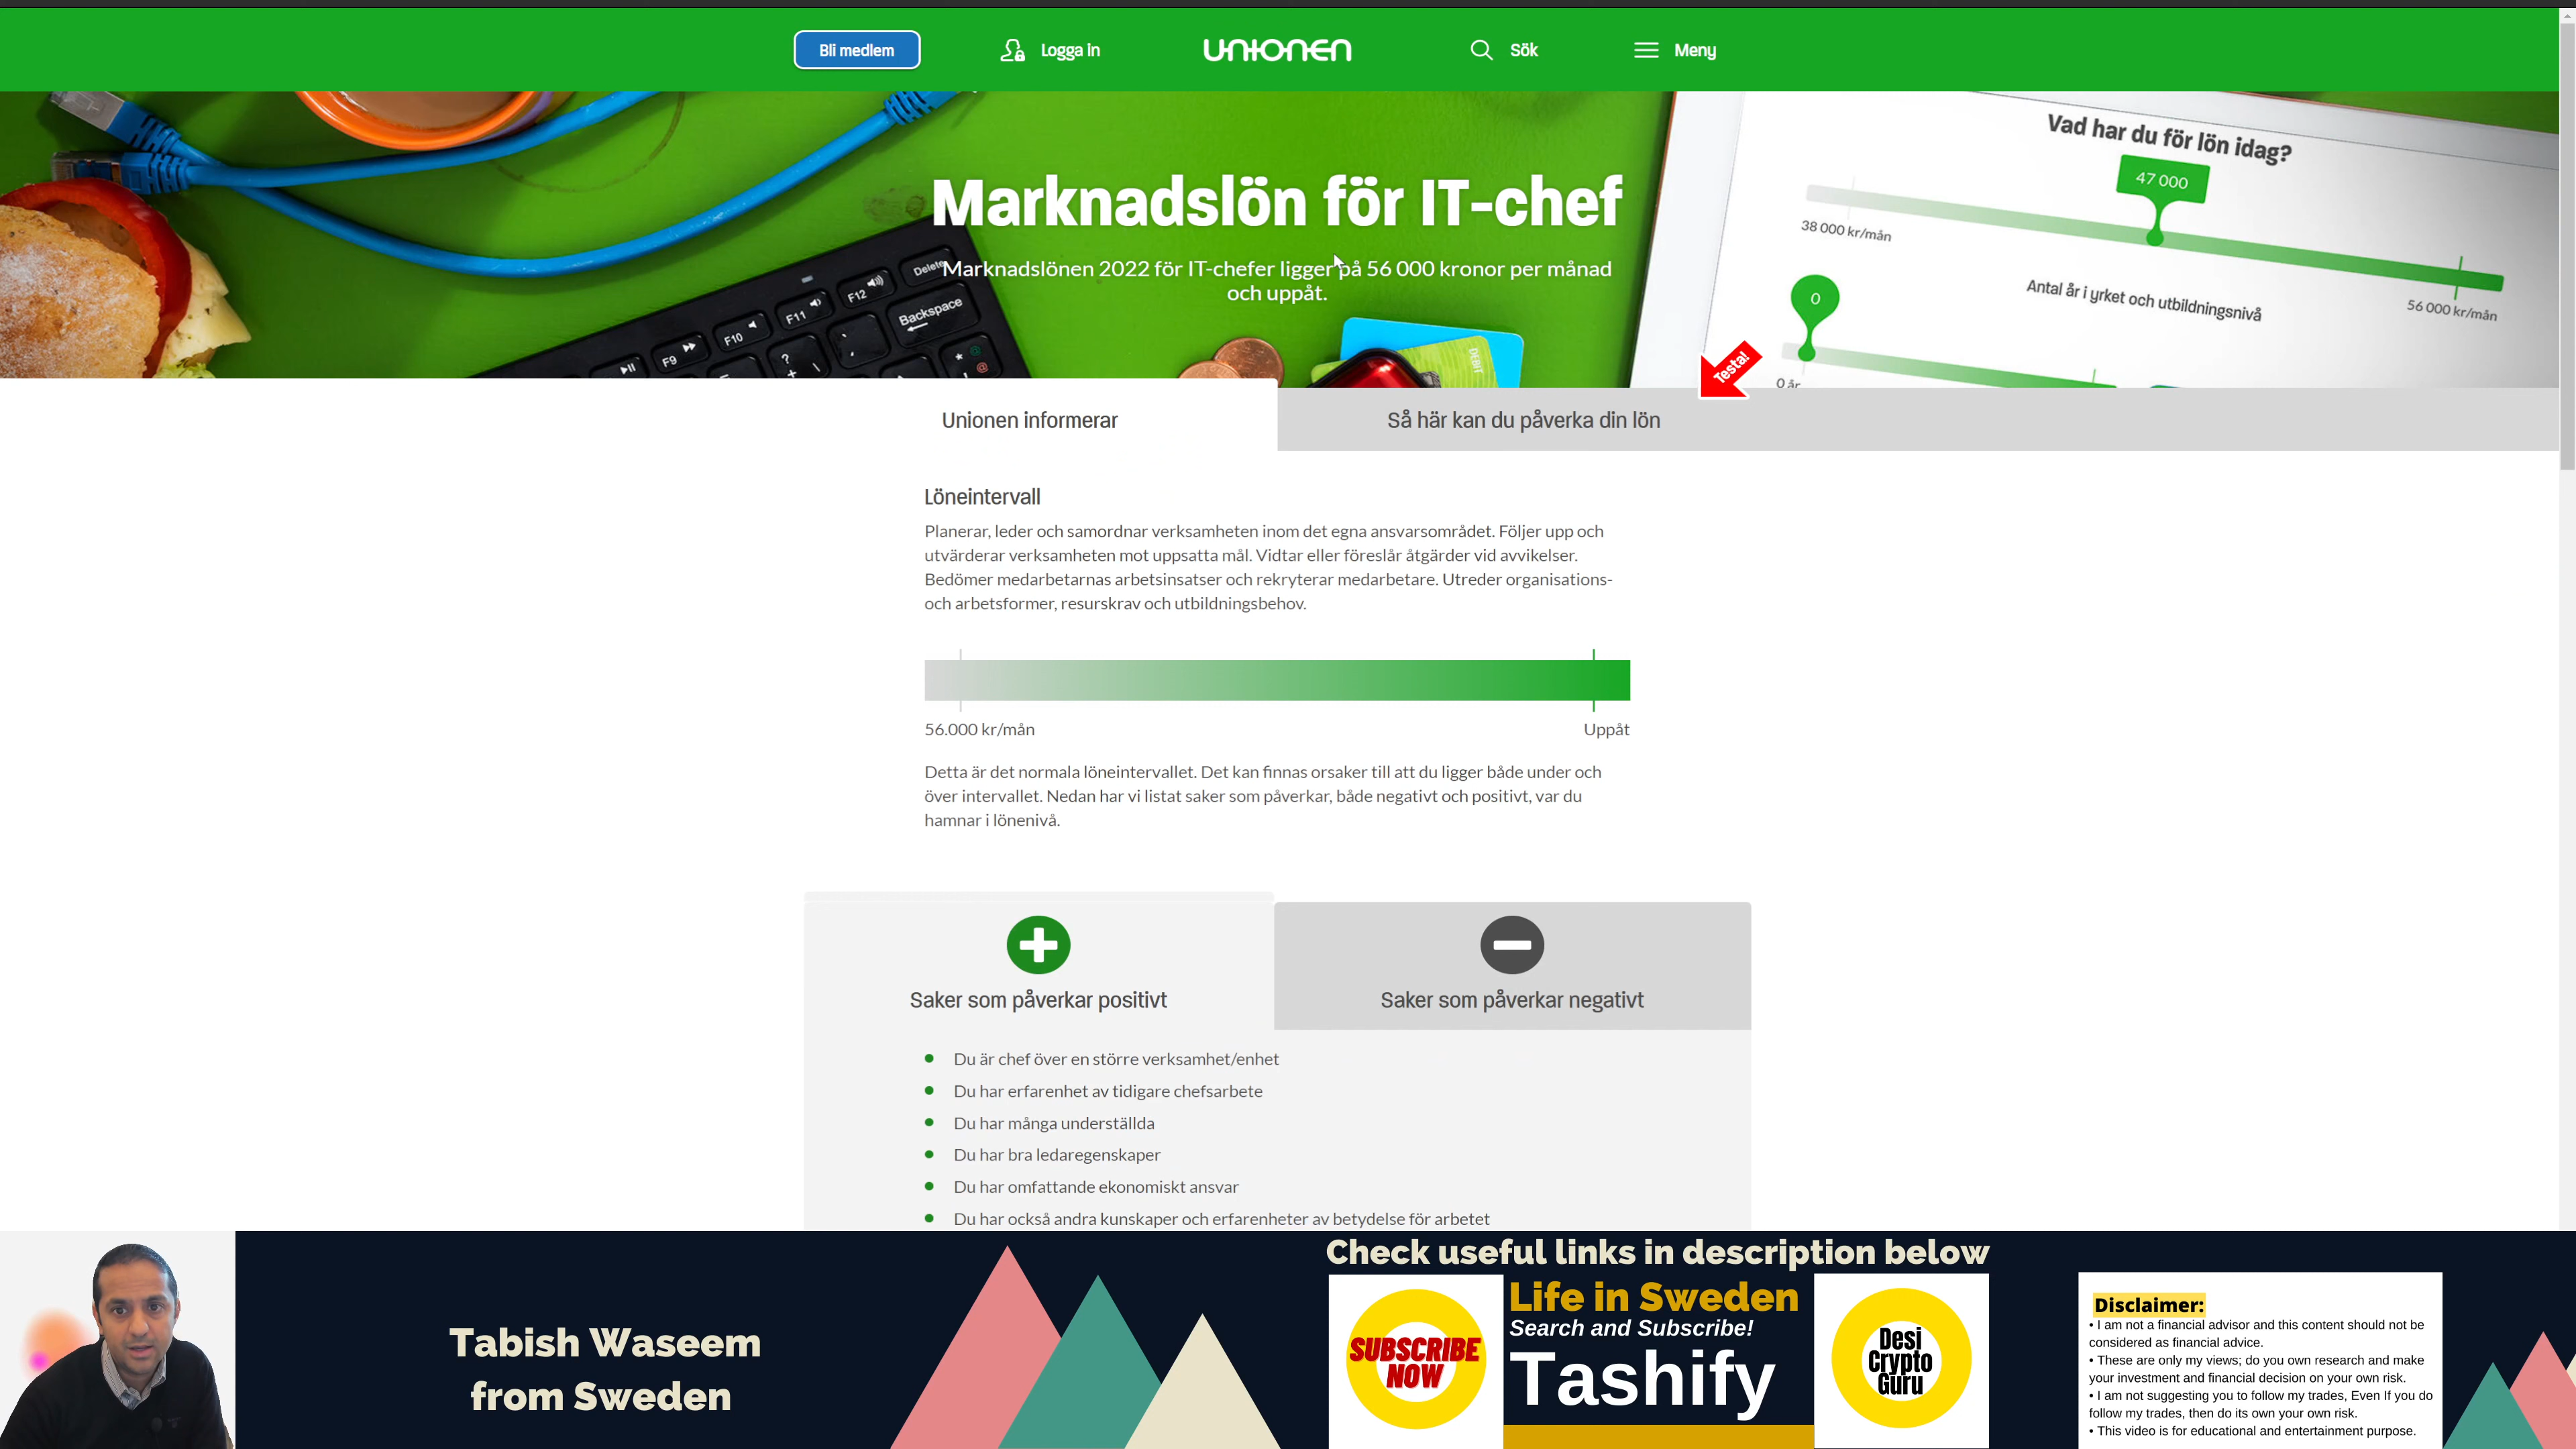 Bli medlem
Logga in
UNIONEN
Sök
Meny
Marknadslön för IT-chef
Marknadslönen 2022 för IT-chefer ligger på 56 000 kronor per månad
och uppåt.
Vad har du för lön idag?
47 000
38 000 kr/mån
56 000 kr/mån
Antal år i yrket och utbildningsnivå
0
0 år
Testa!
Delete
F12
F11
F10
F9
Backspace
DEBIT
Unionen informerar
Så här kan du påverka din lön
Löneintervall
Planerar, leder och samordnar verksamheten inom det egna ansvarsområdet. Följer upp och
utvärderar verksamheten mot uppsatta mål. Vidtar eller föreslår åtgärder vid avvikelser.
Bedömer medarbetarnas arbetsinsatser och rekryterar medarbetare. Utreder organisations-
och arbetsformer, resurskrav och utbildningsbehov.
56.000 kr/mån
Uppåt
Detta är det normala löneintervallet. Det kan finnas orsaker till att du ligger både under och
över intervallet. Nedan har vi listat saker som påverkar, både negativt och positivt, var du
hamnar i lönenivå.
Saker som påverkar positivt
Saker som påverkar negativt
Du är chef över en större verksamhet/enhet
Du har erfarenhet av tidigare chefsarbete
Du har många underställda
Du har bra ledaregenskaper
Du har omfattande ekonomiskt ansvar
Du har också andra kunskaper och erfarenheter av betydelse för arbetet
Tabish Waseem
from Sweden
Check useful links in description below
SUBSCRIBE
NOW
Life in Sweden
Search and Subscribe!
Tashify
Desi
Crypto
Guru
Disclaimer:
• I am not a financial advisor and this content should not be
considered as financial advice.
• These are only my views; do you own research and make
your investment and financial decision on your own risk.
• I am not suggesting you to follow my trades, Even If you do
follow my trades, then do its own your own risk.
• This video is for educational and entertainment purpose.